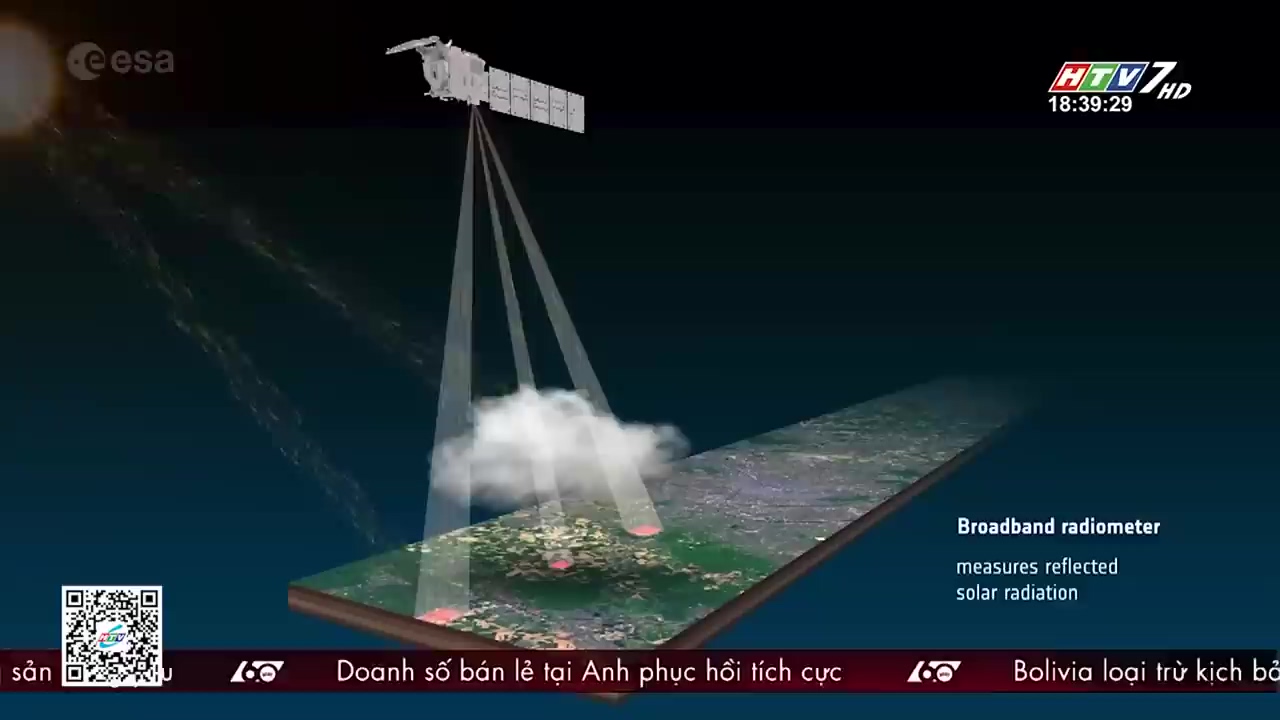 esa
HTV7 HD
18:39:29
Broadband radiometer
measures reflected
solar radiation
HTV
sản
Doanh số bán lẻ tại Anh phục hồi tích cực
Bolivia loại trừ kịch